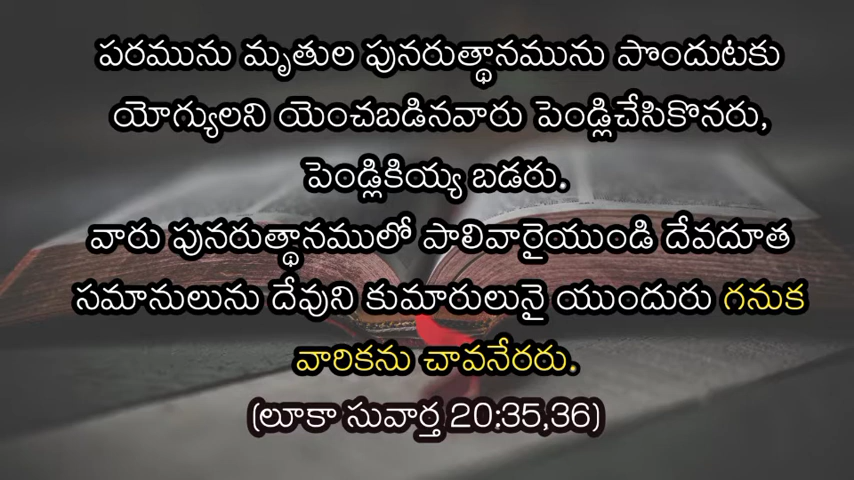 పరమును మృతుల పునరుత్థానమును పొందుటకు
యోగ్యులని యెంచబడినవారు పెండ్లిచేసికొనరు,
పెండ్లికియ్య బడరు.
వారు పునరుత్థానములో పాలివారైయుండి దేవదూత
సమానులును దేవుని కుమారులునై యుందురు గనుక
వారికను చావనేరరు.
(లూకా సువార్త 20:35,36)